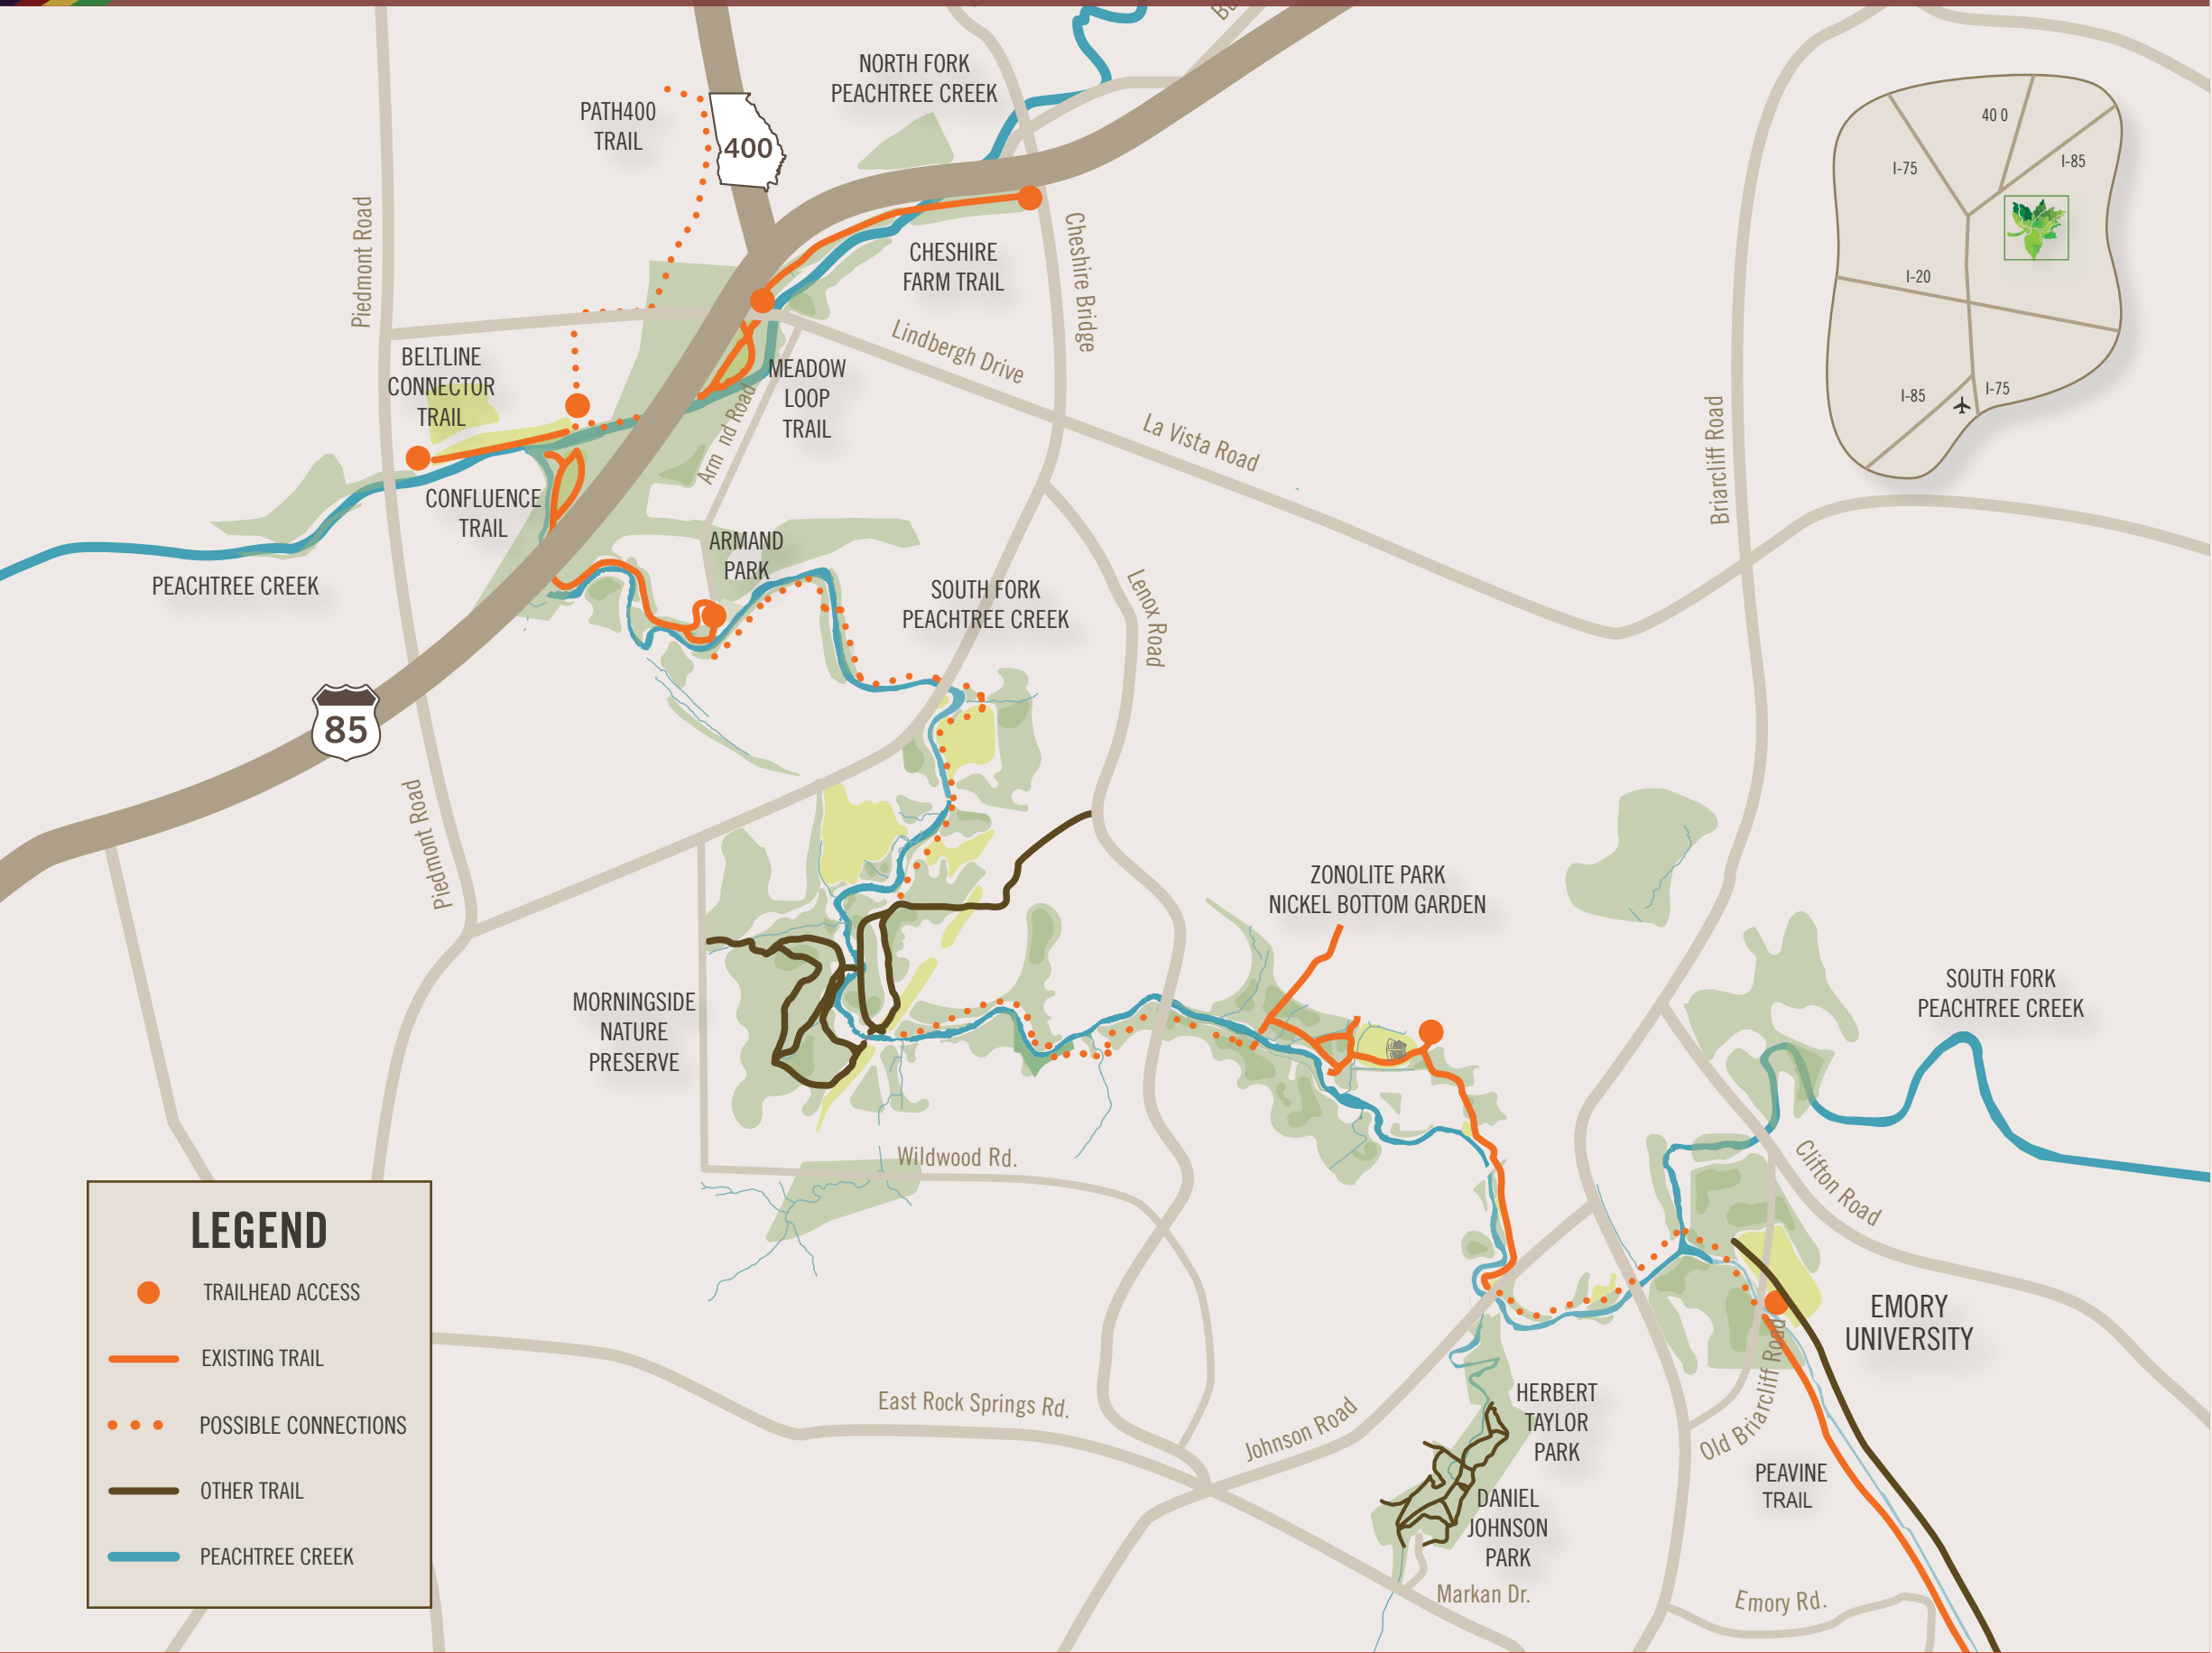 NORTH FORK
PEACHTREE CREEK
PATH400
TRAIL
400
40 0
I-75
I-85
I-20
I-85
I-75
Piedmont Road
CHESHIRE
FARM TRAIL
Cheshire Bridge
Lindbergh Drive
BELTLINE
CONNECTOR
TRAIL
MEADOW
LOOP
TRAIL
Arm nd Road
La Vista Road
Briarcliff Road
CONFLUENCE
TRAIL
ARMAND
PARK
PEACHTREE CREEK
SOUTH FORK
PEACHTREE CREEK
Lenox Road
85
Piedmont Road
ZONOLITE PARK
NICKEL BOTTOM GARDEN
MORNINGSIDE
NATURE
PRESERVE
SOUTH FORK
PEACHTREE CREEK
Wildwood Rd.
Clifton Road
EMORY
UNIVERSITY
Old Briarcliff Road
East Rock Springs Rd.
Johnson Road
HERBERT
TAYLOR
PARK
PEAVINE
TRAIL
DANIEL
JOHNSON
PARK
Markan Dr.
Emory Rd.
LEGEND
TRAILHEAD ACCESS
EXISTING TRAIL
POSSIBLE CONNECTIONS
OTHER TRAIL
PEACHTREE CREEK